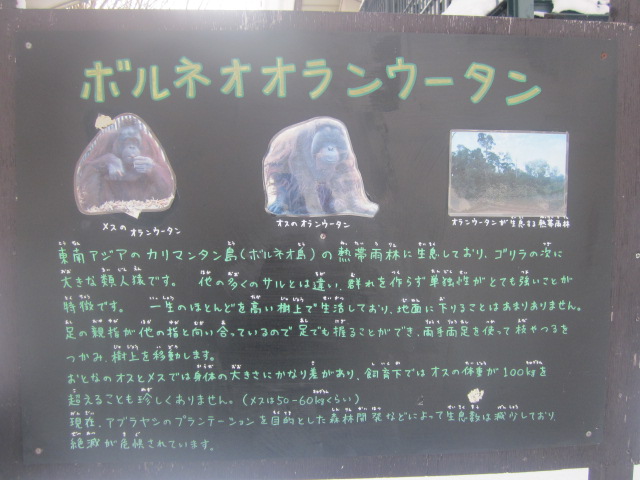 ボルネオオランウータン
メスのオランウータン
オスのオランウータン
オランウータンが生息する熱帯雨林
東南アジアのカリマンタン島(ボルネオ島)の熱帯雨林に生息しており、ゴリラの次に
大きな類人猿です。 他の多くのサルとは違い、群れを作らず単独性がとても強いことが
特徴です。 一生のほとんどを高い樹上で生活しており、地面に下りることはあまりありません。
足の親指が他の指と向い合っているので足でも握ることができ、両手両足を使って枝やつるを
つかみ、樹上を移動します。
おとなのオスとメスでは身体の大きさにかなり差があり、飼育下ではオスの体重が100kgを
超えることも珍しくありません。(メスは50-60kgくらい)
現在、アブラヤシのプランテーションを目的とした森林開発などによって生息数は減少しており、
絶滅が危惧されています。